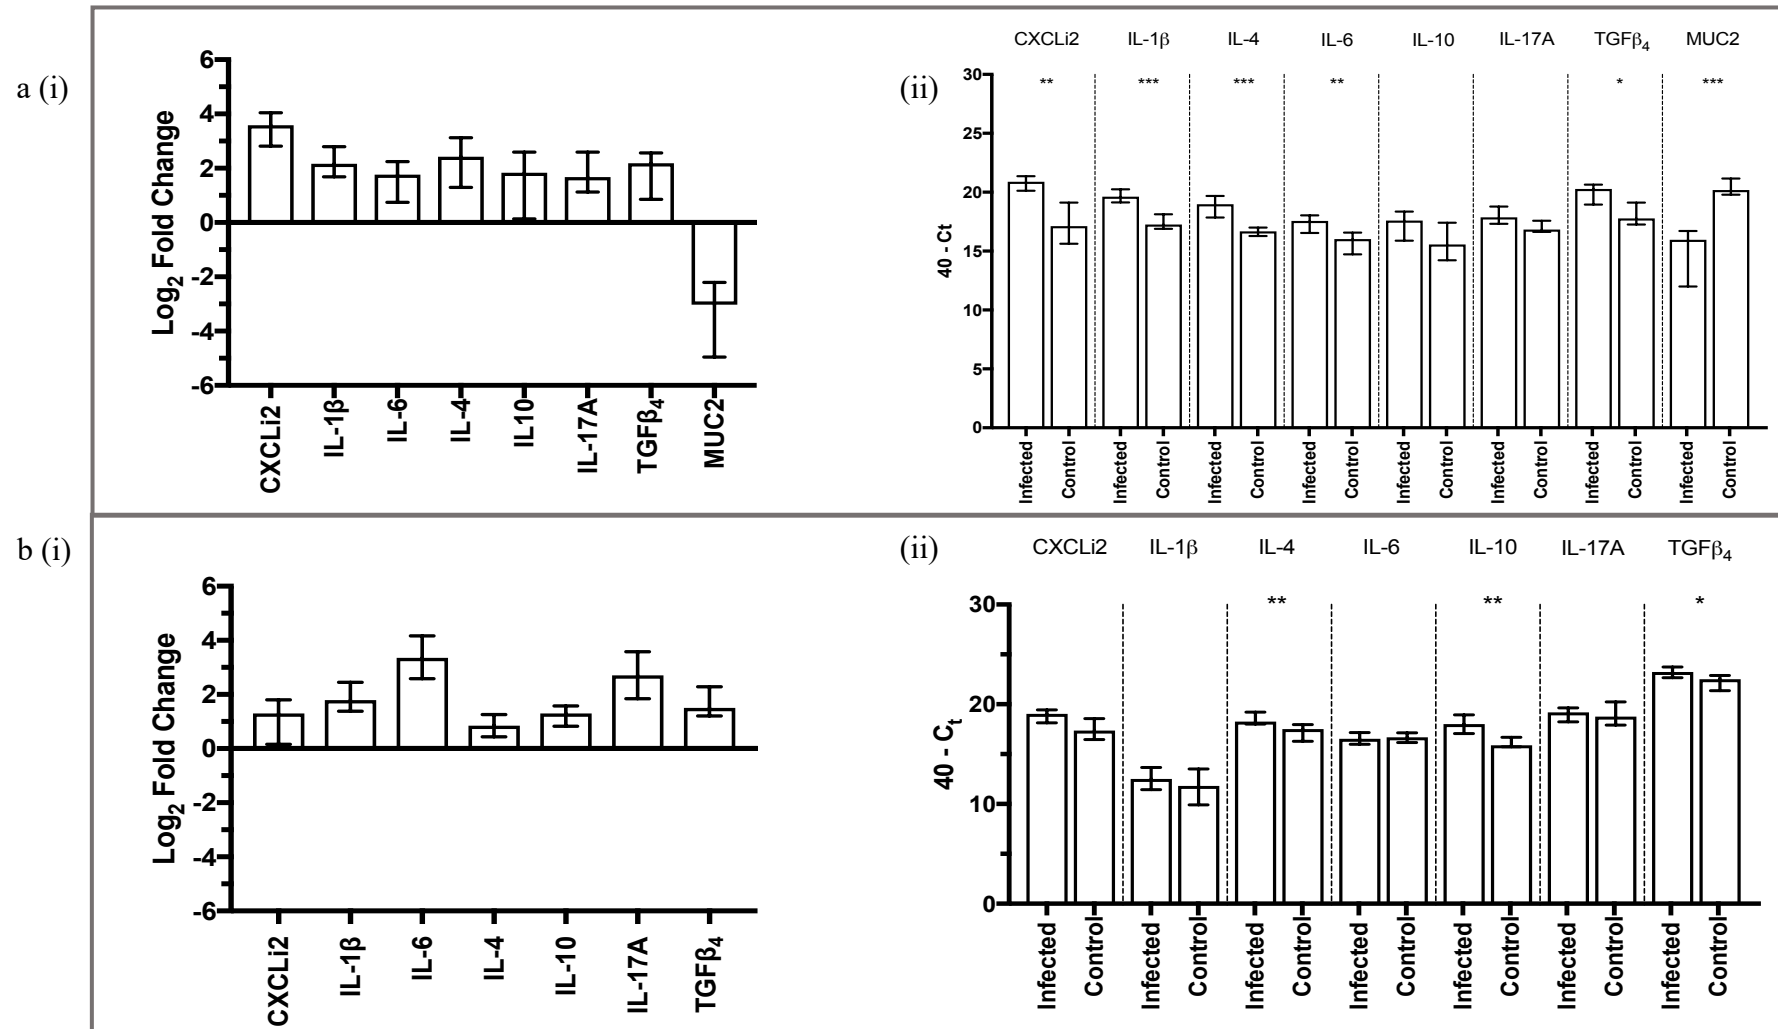 a (i)
Log2 Fold Change
6
4
2
0
-2
-4
-6
CXCLi2
IL-1β
IL-6
IL-4
IL10
IL-17A
TGFβ4
MUC2
(ii)
CXCLi2 IL-1β IL-4 IL-6 IL-10 IL-17A TGFβ4 MUC2
** *** *** ** * ***
40 - Ct
30
25
20
15
10
5
0
Infected Control Infected Control Infected Control Infected Control Infected Control Infected Control Infected Control Infected Control
b (i)
Log2 Fold Change
6
4
2
0
-2
-4
-6
CXCLi2
IL-1β
IL-6
IL-4
IL-10
IL-17A
TGFβ4
(ii)
CXCLi2 IL-1β IL-4 IL-6 IL-10 IL-17A TGFβ4
** ** *
40 - Ct
30
20
10
0
Infected Control Infected Control Infected Control Infected Control Infected Control Infected Control Infected Control